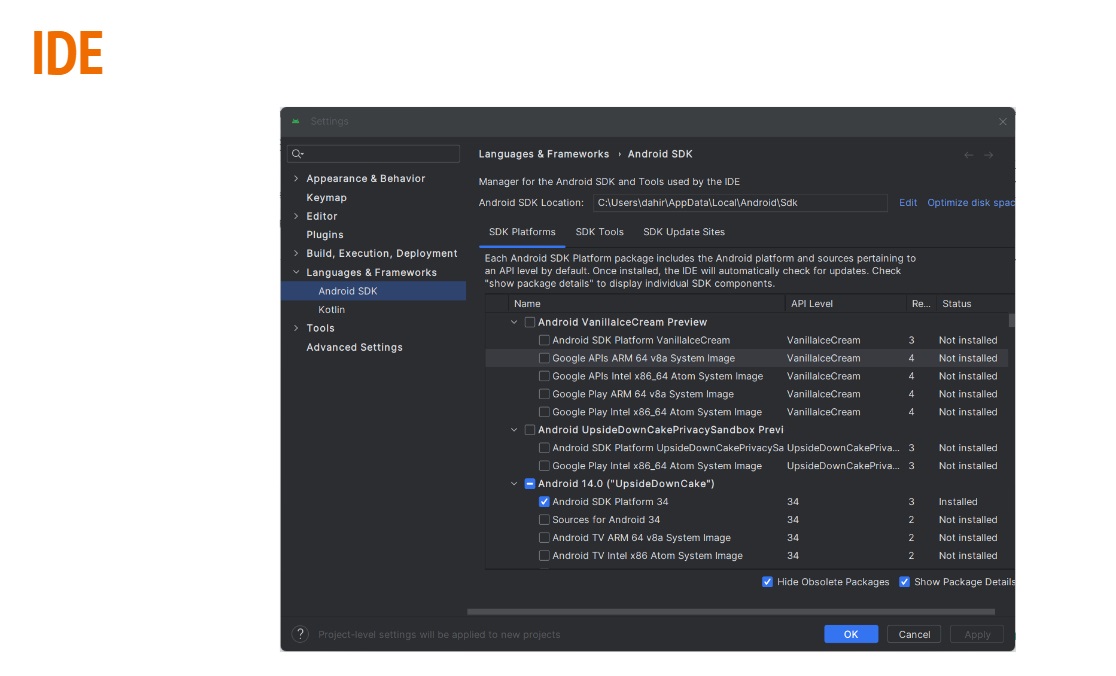 IDE
Settings
Languages & Frameworks › Android SDK
Appearance & Behavior
Keymap
Editor
Plugins
Build, Execution, Deployment
Languages & Frameworks
Android SDK
Kotlin
Tools
Advanced Settings
Manager for the Android SDK and Tools used by the IDE
Android SDK Location: C:\Users\dahir\AppData\Local\Android\Sdk Edit Optimize disk spac
SDK Platforms SDK Tools SDK Update Sites
Each Android SDK Platform package includes the Android platform and sources pertaining to
an API level by default. Once installed, the IDE will automatically check for updates. Check
"show package details" to display individual SDK components.
Name API Level Re... Status
Android VanillaIceCream Preview
Android SDK Platform VanillaIceCream VanillaIceCream 3 Not installed
Google APIs ARM 64 v8a System Image VanillaIceCream 4 Not installed
Google APIs Intel x86_64 Atom System Image VanillaIceCream 4 Not installed
Google Play ARM 64 v8a System Image VanillaIceCream 4 Not installed
Google Play Intel x86_64 Atom System Image VanillaIceCream 4 Not installed
Android UpsideDownCakePrivacySandbox Previ
Android SDK Platform UpsideDownCakePrivacySa UpsideDownCakePriva... 3 Not installed
Google Play Intel x86_64 Atom System Image UpsideDownCakePriva... 3 Not installed
Android 14.0 ("UpsideDownCake")
Android SDK Platform 34 34 3 Installed
Sources for Android 34 34 2 Not installed
Android TV ARM 64 v8a System Image 34 2 Not installed
Android TV Intel x86 Atom System Image 34 2 Not installed
Hide Obsolete Packages Show Package Details
? Project-level settings will be applied to new projects
OK Cancel Apply